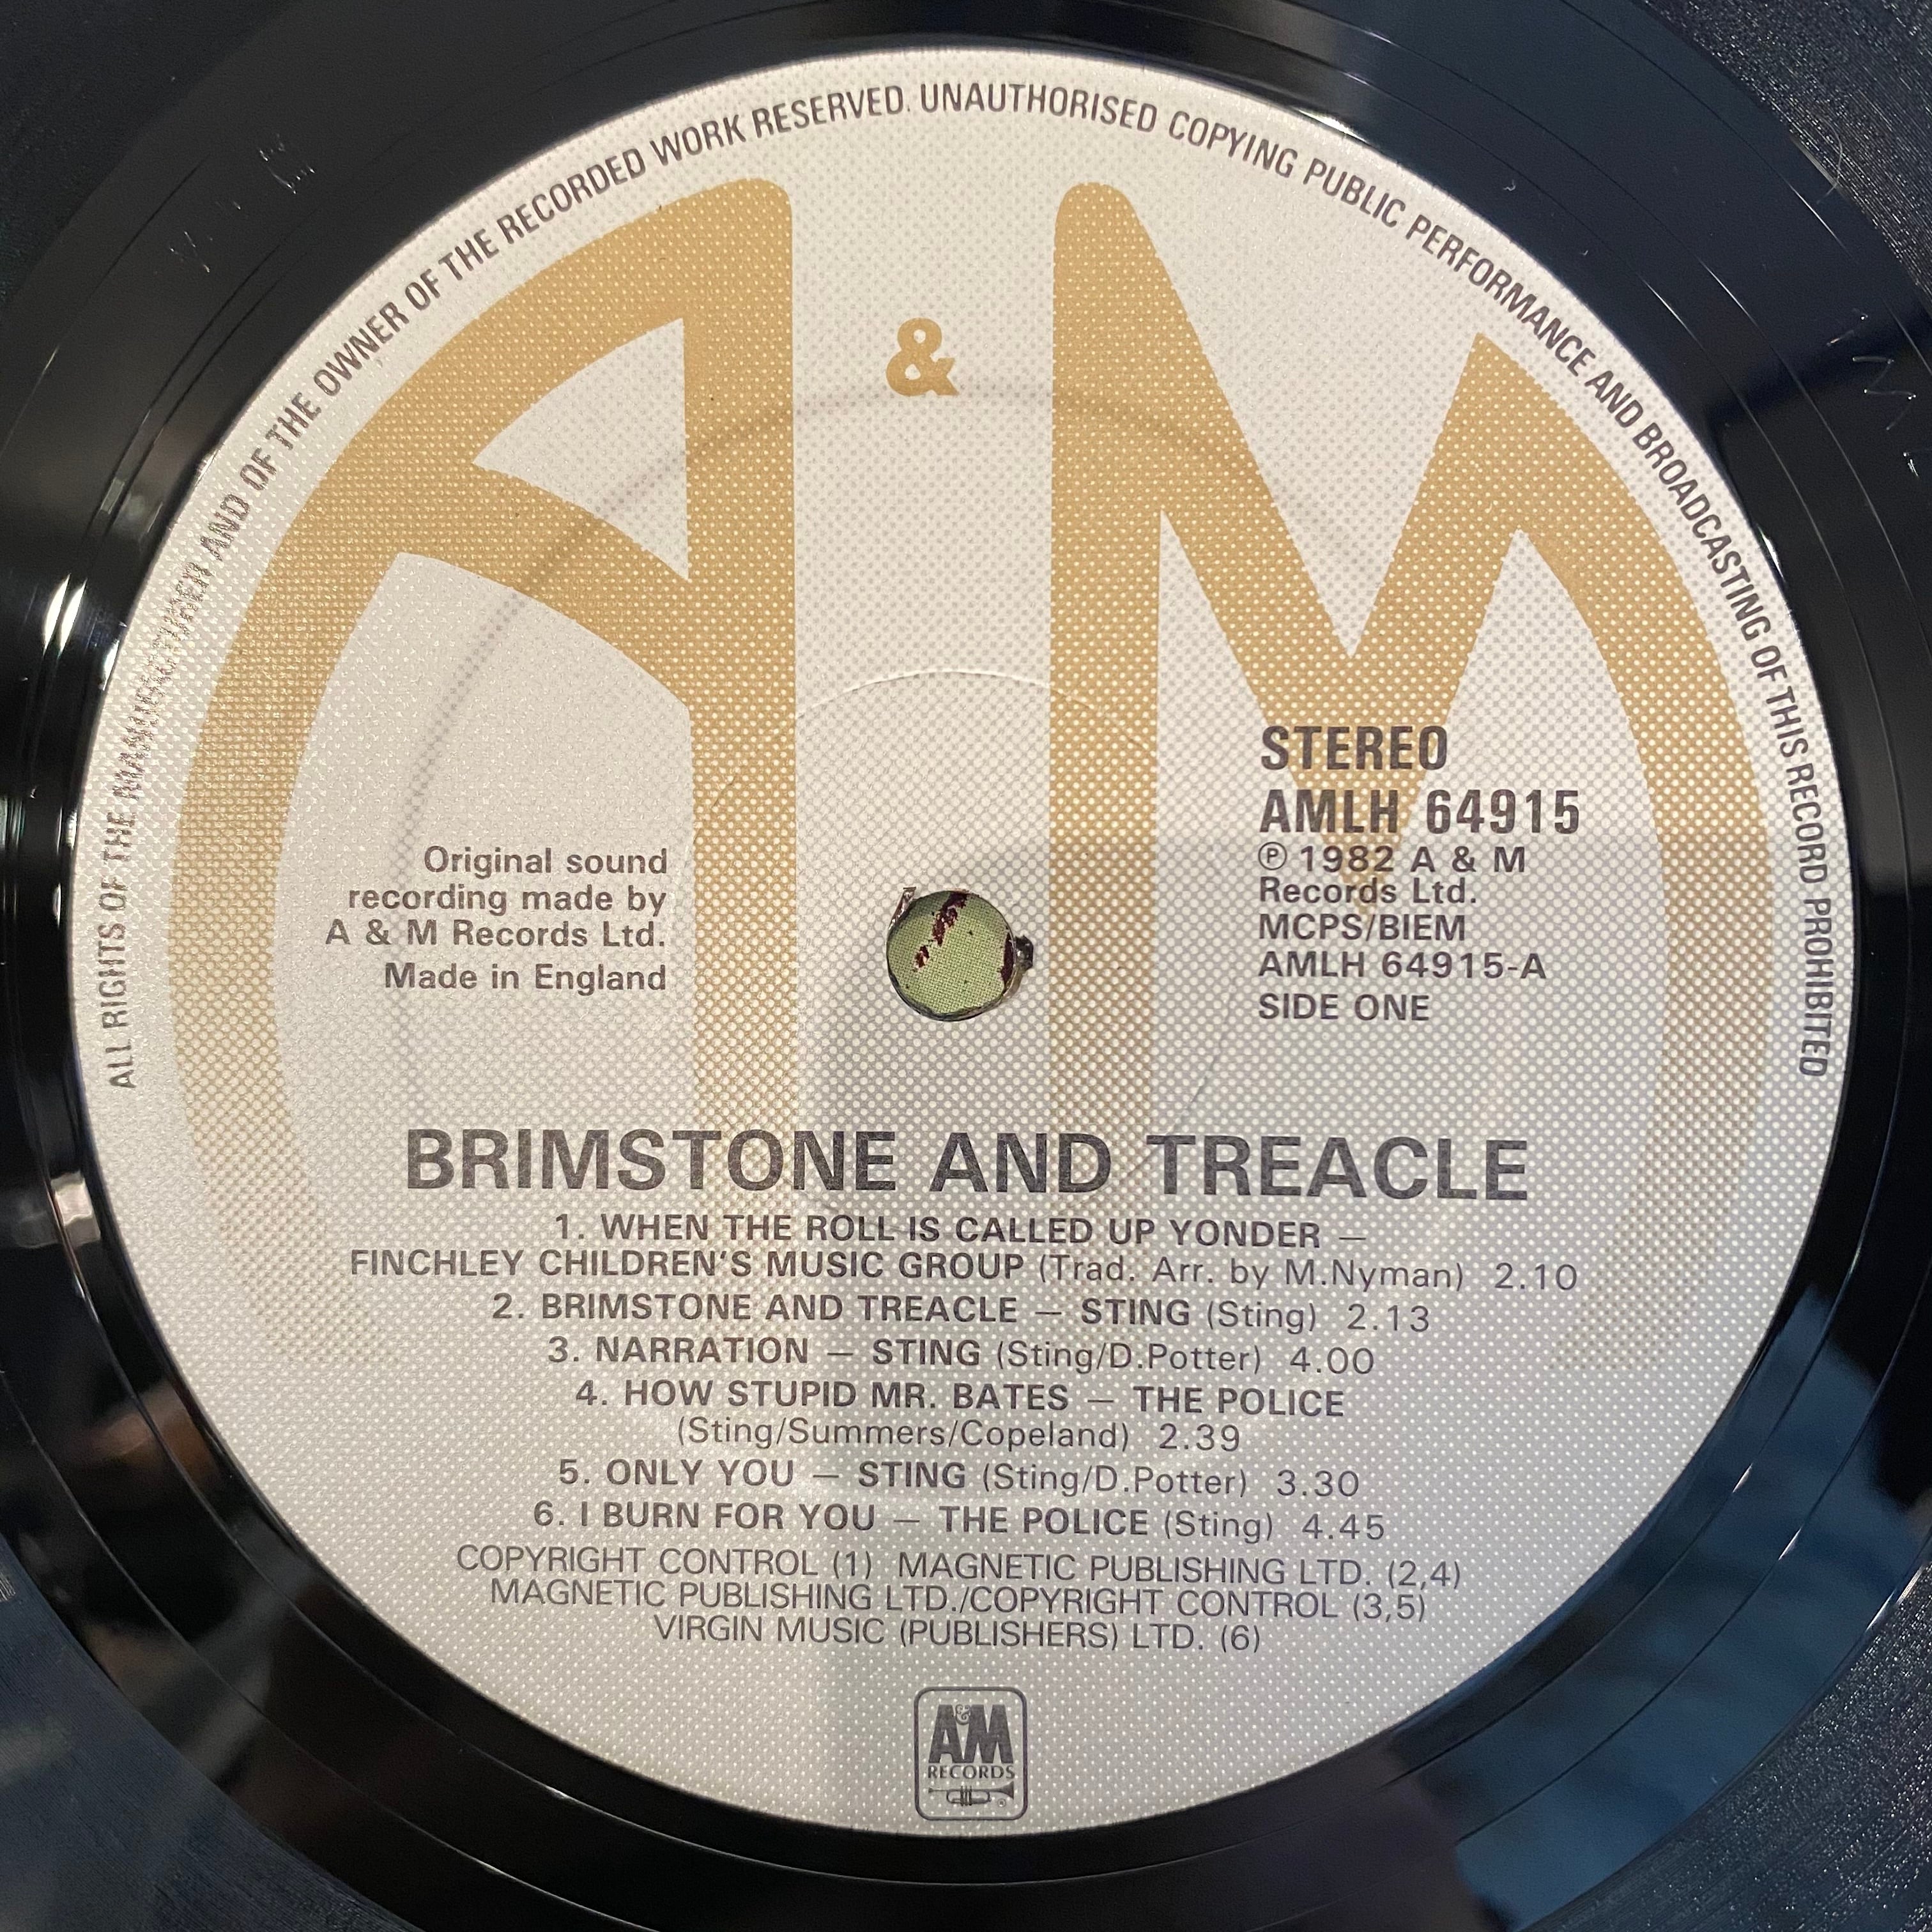 ALL RIGHTS OF THE MANUFACTURER AND OF THE OWNER OF THE RECORDED WORK RESERVED. UNAUTHORISED COPYING PUBLIC PERFORMANCE AND BROADCASTING OF THIS RECORD PROHIBITED
A & M
Original sound
recording made by
A & M Records Ltd.
Made in England
STEREO
AMLH 64915
℗ 1982 A & M
Records Ltd.
MCPS/BIEM
AMLH 64915-A
SIDE ONE
BRIMSTONE AND TREACLE
1. WHEN THE ROLL IS CALLED UP YONDER —
FINCHLEY CHILDREN'S MUSIC GROUP (Trad. Arr. by M.Nyman) 2.10
2. BRIMSTONE AND TREACLE — STING (Sting) 2.13
3. NARRATION — STING (Sting/D.Potter) 4.00
4. HOW STUPID MR. BATES — THE POLICE
(Sting/Summers/Copeland) 2.39
5. ONLY YOU — STING (Sting/D.Potter) 3.30
6. I BURN FOR YOU — THE POLICE (Sting) 4.45
COPYRIGHT CONTROL (1) MAGNETIC PUBLISHING LTD. (2,4)
MAGNETIC PUBLISHING LTD./COPYRIGHT CONTROL (3,5)
VIRGIN MUSIC (PUBLISHERS) LTD. (6)
A&M
RECORDS